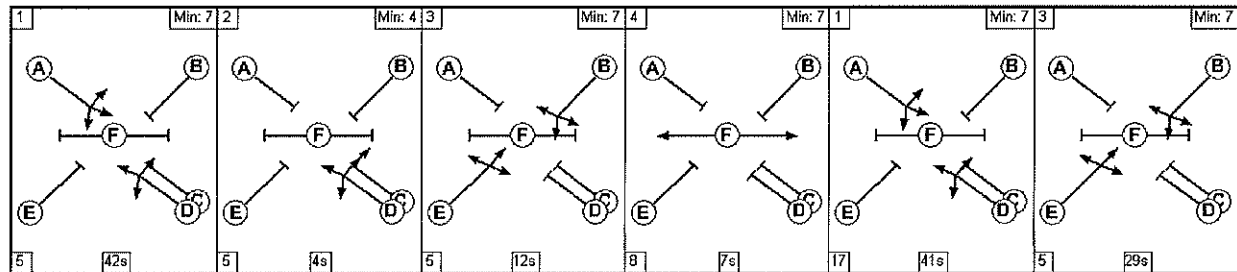 1 Min: 7 2 Min: 4 3 Min: 7 4 Min: 7 1 Min: 7 3 Min: 7
A B A B A B A B A B A B
F F F F F F
E D C E D C E D C E D C E D C E D C
5 42s 5 4s 5 12s 8 7s 17 41s 5 29s